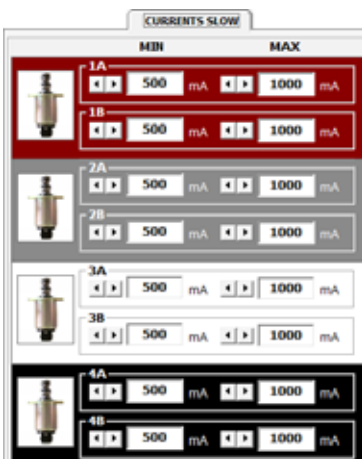 CURRENTS SLOW
MIN MAX
1A
500 mA 1000 mA
1B
500 mA 1000 mA
2A
500 mA 1000 mA
2B
500 mA 1000 mA
3A
500 mA 1000 mA
3B
500 mA 1000 mA
4A
500 mA 1000 mA
4B
500 mA 1000 mA